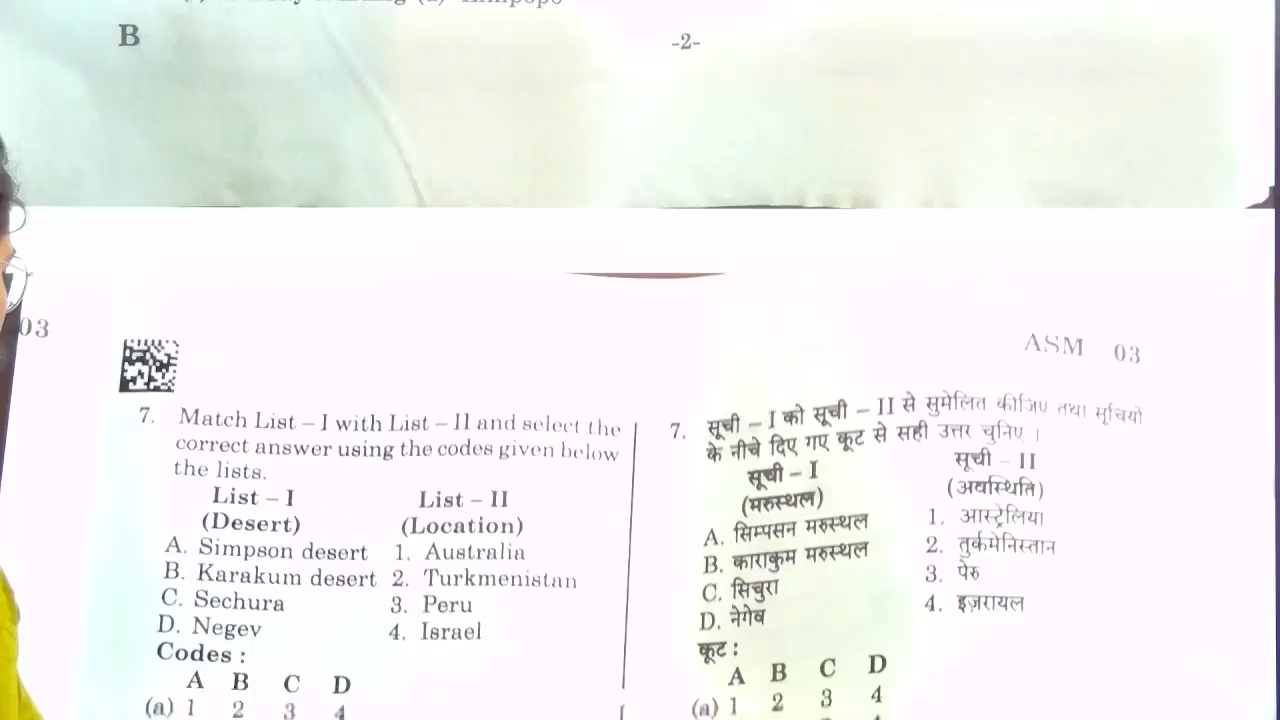 B
-2-
03
ASM 03
7. Match List – I with List – II and select the
correct answer using the codes given below
the lists.
List – I List – II
(Desert) (Location)
A. Simpson desert 1. Australia
B. Karakum desert 2. Turkmenistan
C. Sechura 3. Peru
D. Negev 4. Israel
Codes :
A B C D
(a) 1 2 3 4
7. सूची – I को सूची – II से सुमेलित कीजिए तथा सूचियों
के नीचे दिए गए कूट से सही उत्तर चुनिए ।
सूची – I सूची – II
(मरुस्थल) (अवस्थिति)
A. सिम्पसन मरुस्थल 1. आस्ट्रेलिया
B. काराकुम मरुस्थल 2. तुर्कमेनिस्तान
C. सिचुरा 3. पेरु
D. नेगेब 4. इज़रायल
कूट :
A B C D
(a) 1 2 3 4